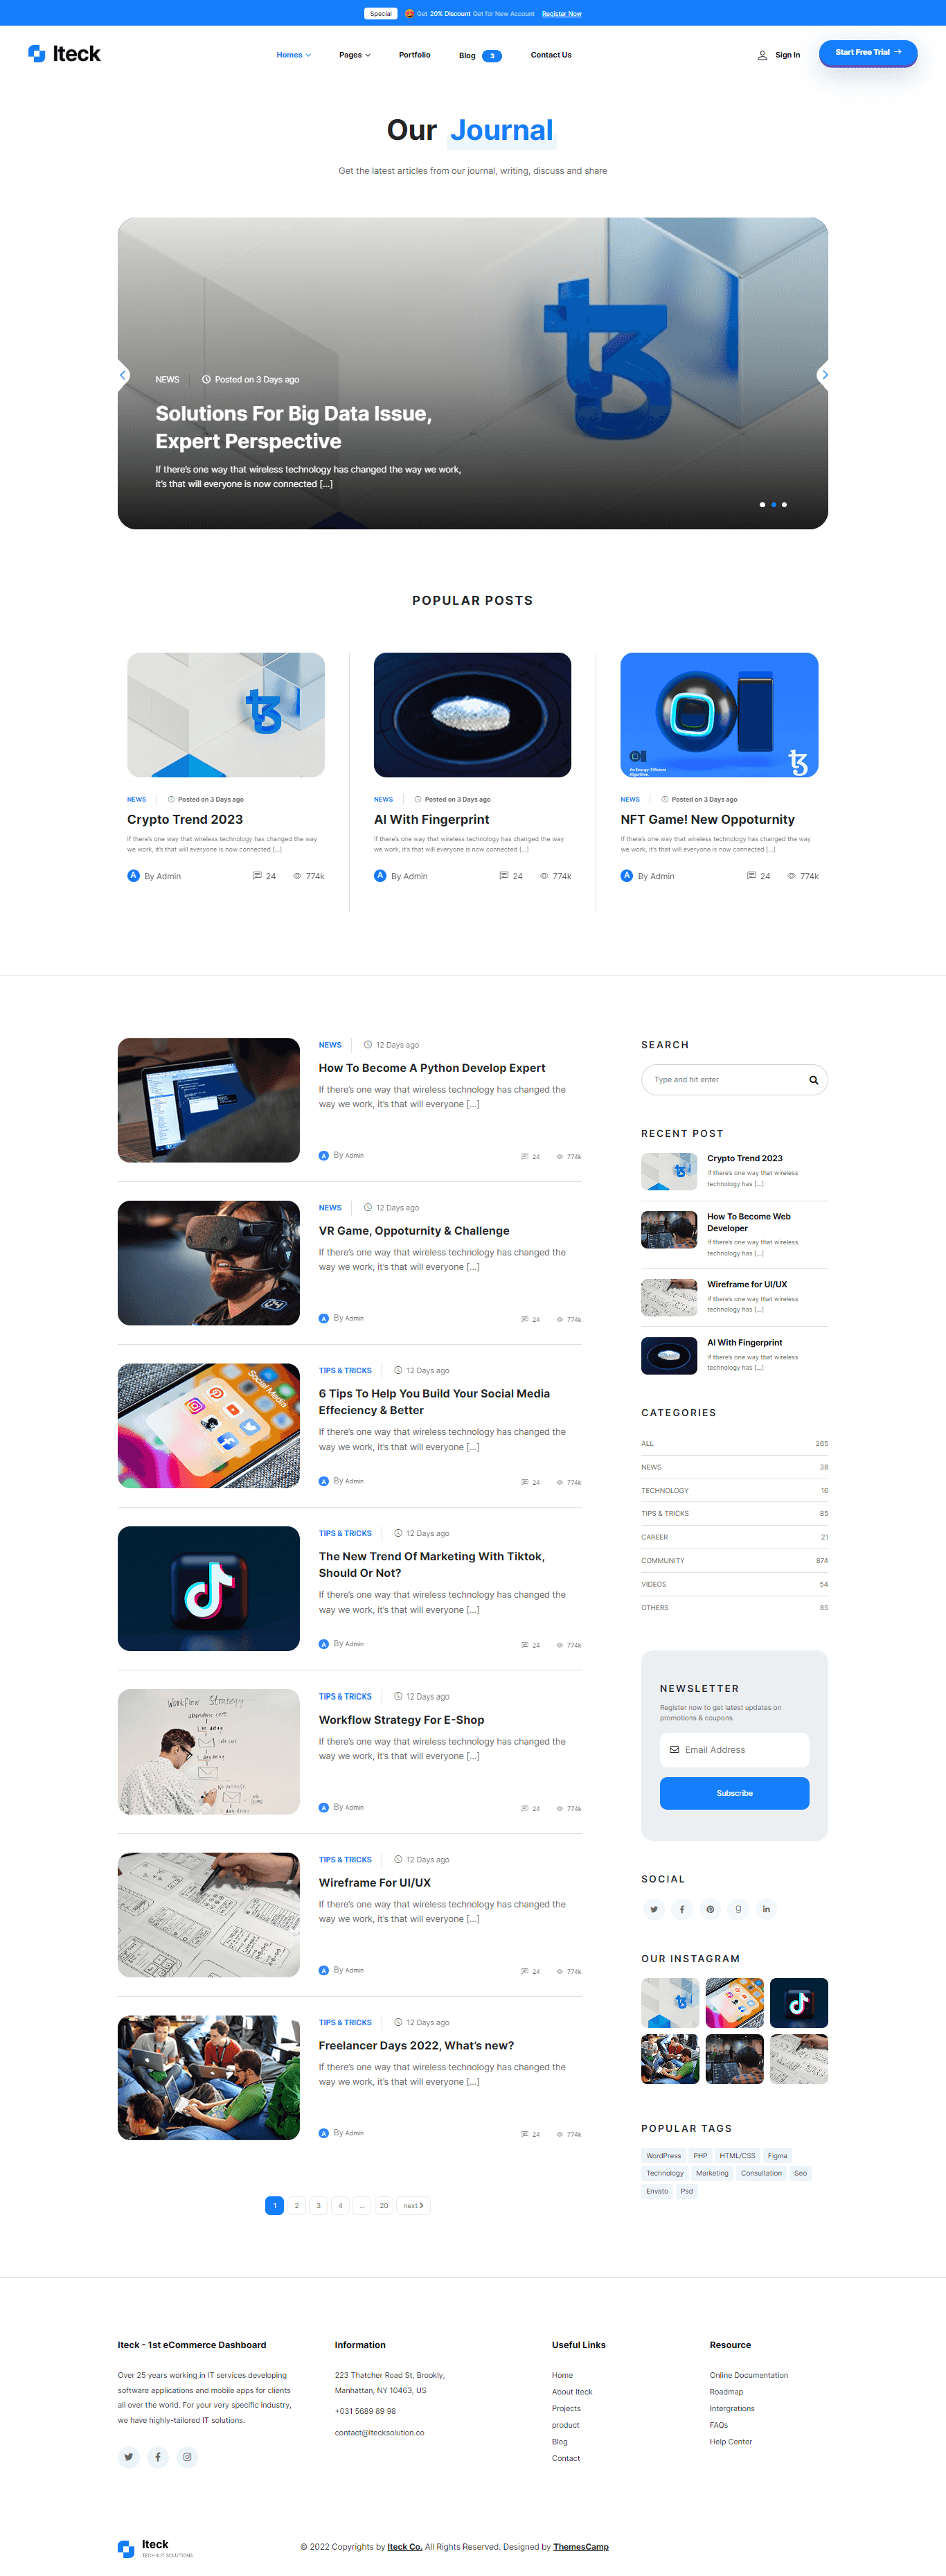 Special Get 20% Discount Get for New Account Register Now
Iteck Homes Pages Portfolio Blog 3 Contact Us Sign In Start Free Trial
Our Journal
Get the latest articles from our journal, writing, discuss and share
NEWS Posted on 3 Days ago
Solutions For Big Data Issue,
Expert Perspective
If there's one way that wireless technology has changed the way we work,
it's that will everyone is now connected [...]
POPULAR POSTS
An Energy-Efficient
Algorithm.
NEWS Posted on 3 Days ago
Crypto Trend 2023
If there's one way that wireless technology has changed the way
we work, it's that will everyone is now connected [...]
A By Admin 24 774k
NEWS Posted on 3 Days ago
AI With Fingerprint
If there's one way that wireless technology has changed the way
we work, it's that will everyone is now connected [...]
A By Admin 24 774k
NEWS Posted on 3 Days ago
NFT Game! New Oppoturnity
If there's one way that wireless technology has changed the way
we work, it's that will everyone is now connected [...]
A By Admin 24 774k
NEWS 12 Days ago
How To Become A Python Develop Expert
If there's one way that wireless technology has changed the
way we work, it's that will everyone [...]
A By Admin 24 774k
NEWS 12 Days ago
VR Game, Oppoturnity & Challenge
If there's one way that wireless technology has changed the
way we work, it's that will everyone [...]
A By Admin 24 774k
Social Media
TIPS & TRICKS 12 Days ago
6 Tips To Help You Build Your Social Media
Effeciency & Better
If there's one way that wireless technology has changed the
way we work, it's that will everyone [...]
A By Admin 24 774k
TIPS & TRICKS 12 Days ago
The New Trend Of Marketing With Tiktok,
Should Or Not?
If there's one way that wireless technology has changed the
way we work, it's that will everyone [...]
A By Admin 24 774k
Workflow Strategy
TIPS & TRICKS 12 Days ago
Workflow Strategy For E-Shop
If there's one way that wireless technology has changed the
way we work, it's that will everyone [...]
A By Admin 24 774k
TIPS & TRICKS 12 Days ago
Wireframe For UI/UX
If there's one way that wireless technology has changed the
way we work, it's that will everyone [...]
A By Admin 24 774k
TIPS & TRICKS 12 Days ago
Freelancer Days 2022, What's new?
If there's one way that wireless technology has changed the
way we work, it's that will everyone [...]
A By Admin 24 774k
1 2 3 4 ... 20 next
SEARCH
Type and hit enter
RECENT POST
Crypto Trend 2023
If there's one way that wireless
technology has [...]
How To Become Web
Developer
If there's one way that wireless
technology has [...]
Wireframe for UI/UX
If there's one way that wireless
technology has [...]
AI With Fingerprint
If there's one way that wireless
technology has [...]
CATEGORIES
ALL 265
NEWS 38
TECHNOLOGY 16
TIPS & TRICKS 85
CAREER 21
COMMUNITY 874
VIDEOS 54
OTHERS 85
NEWSLETTER
Register now to get latest updates on
promotions & coupons.
Email Address
Subscribe
SOCIAL
OUR INSTAGRAM
POPULAR TAGS
WordPress PHP HTML/CSS Figma
Technology Marketing Consultation Seo
Envato Psd
Iteck - 1st eCommerce Dashboard
Over 25 years working in IT services developing
software applications and mobile apps for clients
all over the world. For your very specific industry,
we have highly-tailored IT solutions.
Information
223 Thatcher Road St, Brookly,
Manhattan, NY 10463, US
+031 5689 89 98
contact@Itecksolution.co
Useful Links
Home
About Iteck
Projects
product
Blog
Contact
Resource
Online Documentation
Roadmap
Intergrations
FAQs
Help Center
Iteck
TECH & IT SOLUTIONS
© 2022 Copyrights by Iteck Co. All Rights Reserved. Designed by ThemesCamp